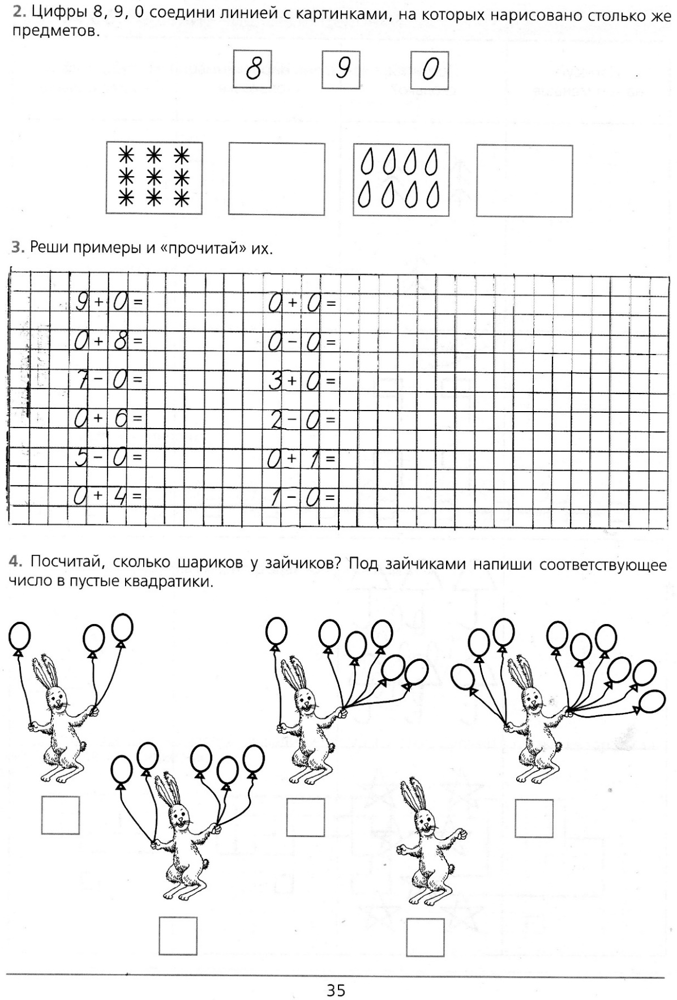 2. Цифры 8, 9, 0 соедини линией с картинками, на которых нарисовано столько же
предметов.
8 9 0
3. Реши примеры и «прочитай» их.
9 + 0 = 0 + 0 =
0 + 8 = 0 − 0 =
7 − 0 = 3 + 0 =
0 + 6 = 2 − 0 =
5 − 0 = 0 + 1 =
0 + 4 = 1 − 0 =
4. Посчитай, сколько шариков у зайчиков? Под зайчиками напиши соответствующее
число в пустые квадратики.
35